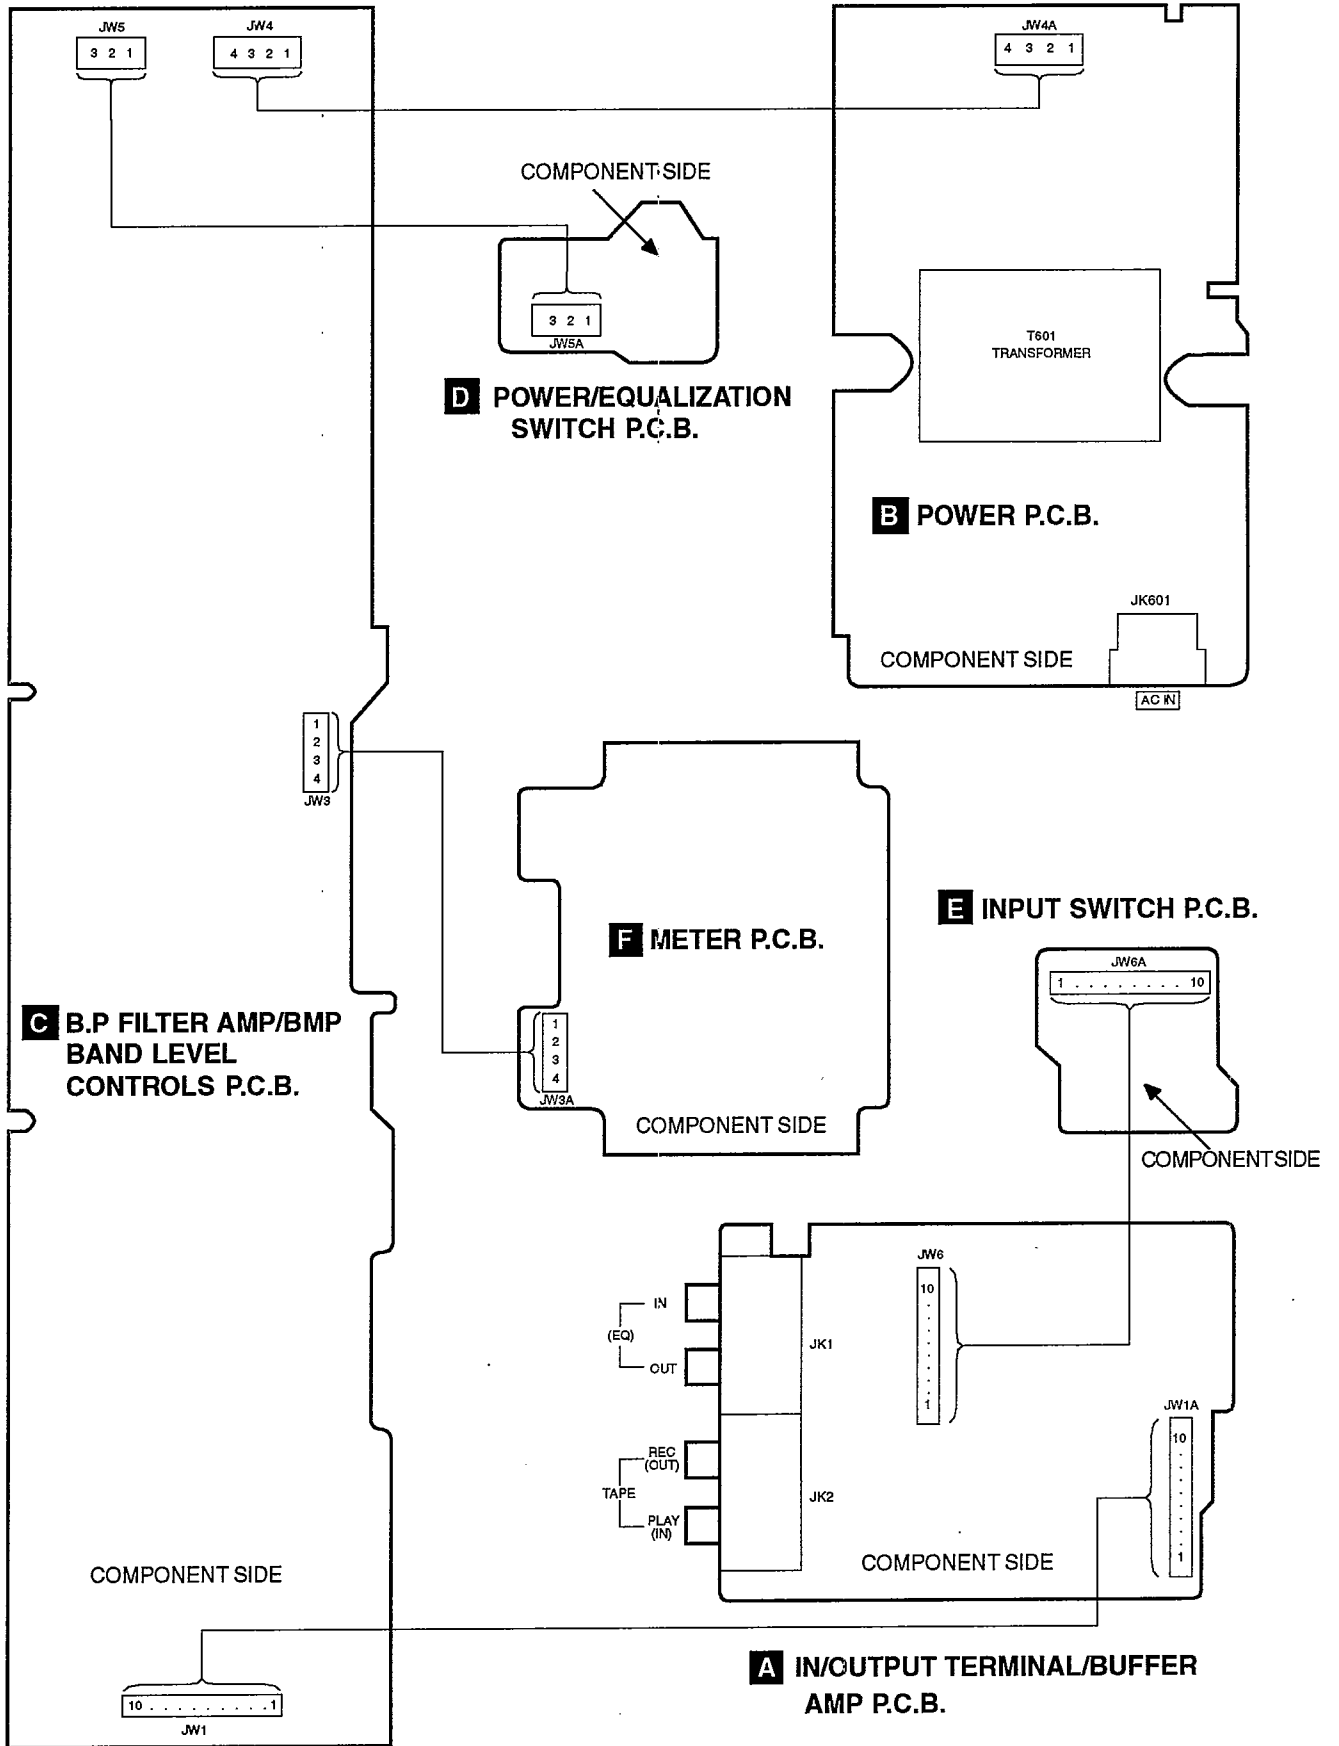 JW5
3 2 1
JW4
4 3 2 1
JW4A
4 3 2 1
COMPONENT SIDE
3 2 1
JW5A
D POWER/EQUALIZATION
SWITCH P.C.B.
T601
TRANSFORMER
B POWER P.C.B.
JK601
COMPONENT SIDE
AC IN
1
2
3
4
JW3
F METER P.C.B.
E INPUT SWITCH P.C.B.
JW6A
1 . . . . . . . . 10
C B.P FILTER AMP/BMP
BAND LEVEL
CONTROLS P.C.B.
1
2
3
4
JW3A
COMPONENT SIDE
COMPONENT SIDE
JW6
10
.
.
.
.
.
.
.
.
1
IN
(EQ)
OUT
JK1
JW1A
10
.
.
.
.
.
.
.
.
1
REC
(OUT)
TAPE
PLAY
(IN)
JK2
COMPONENT SIDE
COMPONENT SIDE
A IN/OUTPUT TERMINAL/BUFFER
AMP P.C.B.
10 . . . . . . . . . 1
JW1